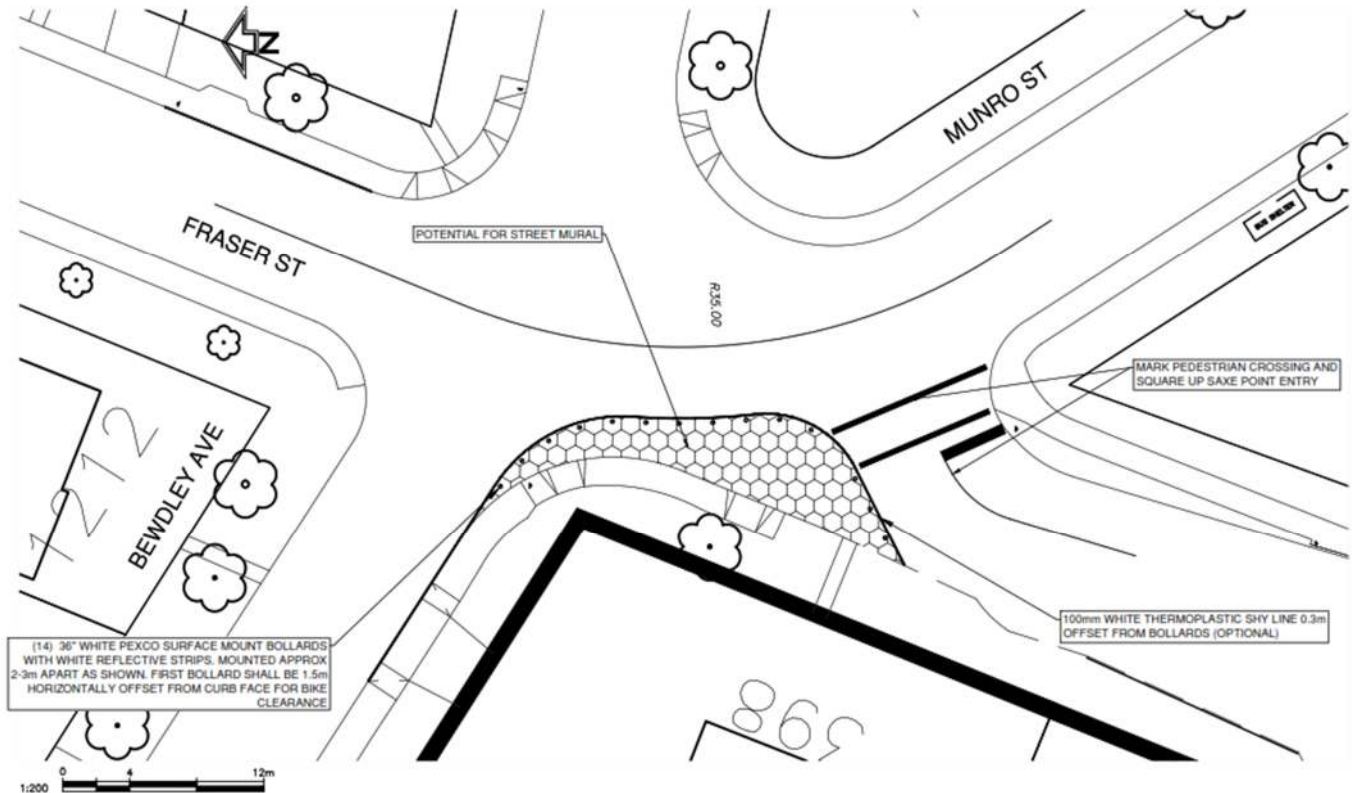 N
MUNRO ST
FRASER ST
POTENTIAL FOR STREET MURAL
BUS SHELTER
R35.00
MARK PEDESTRIAN CROSSING AND
SQUARE UP SAXE POINT ENTRY
1212
BEWDLEY AVE
(14) 36" WHITE PEXCO SURFACE MOUNT BOLLARDS
WITH WHITE REFLECTIVE STRIPS. MOUNTED APPROX
2-3m APART AS SHOWN. FIRST BOLLARD SHALL BE 1.5m
HORIZONTALLY OFFSET FROM CURB FACE FOR BIKE
CLEARANCE
100mm WHITE THERMOPLASTIC SHY LINE 0.3m
OFFSET FROM BOLLARDS (OPTIONAL)
0 4 12m
1:200